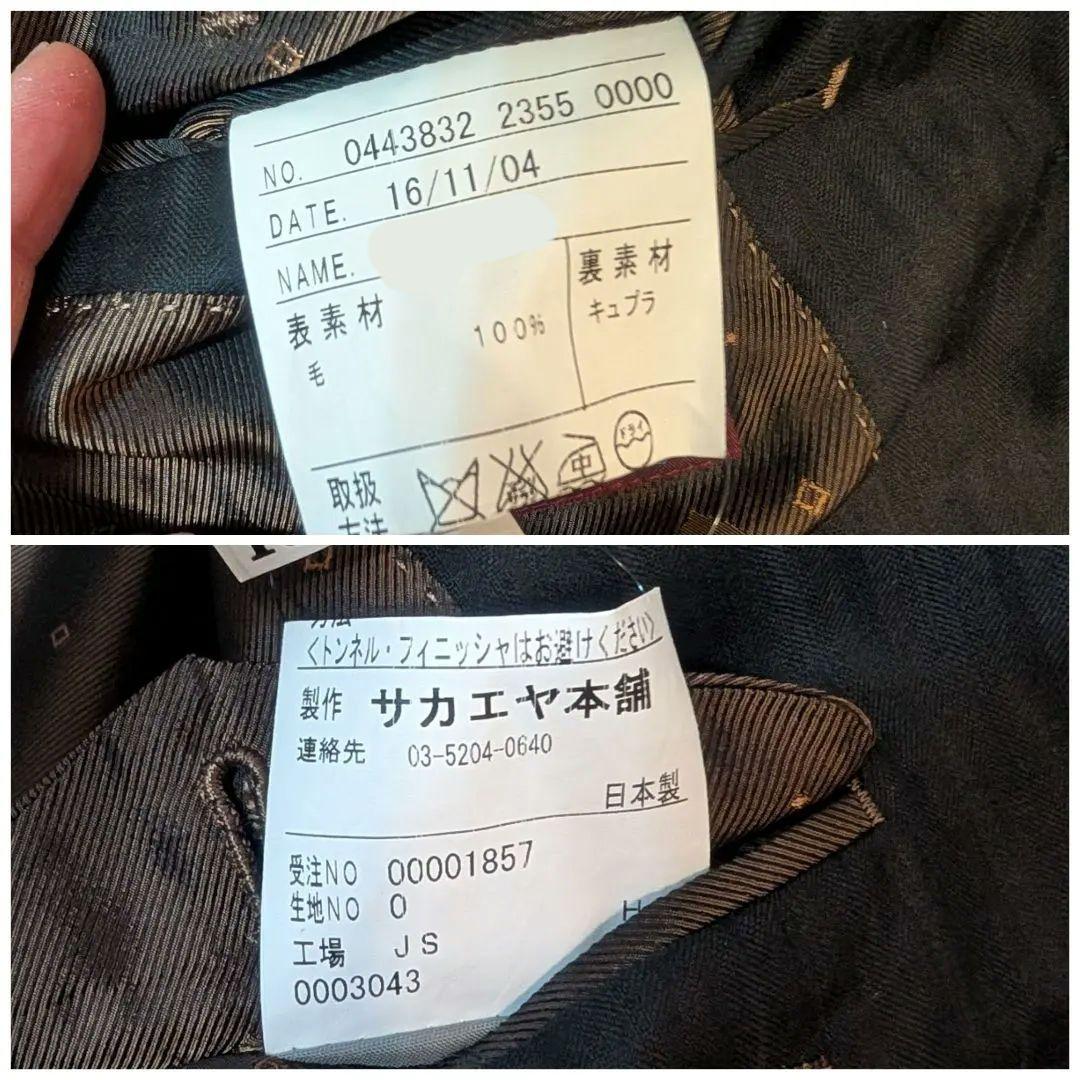 NO. 0443832 2355 0000
DATE. 16/11/04
NAME.
表素材
毛 100%
裏素材
キュプラ
取扱
方法
中
ドライ
方法
〈トンネル・フィニッシャはお避けください〉
製作 サカエヤ本舗
連絡先 03-5204-0640
日本製
受注NO 00001857
生地NO 0
H
工場 JS
0003043